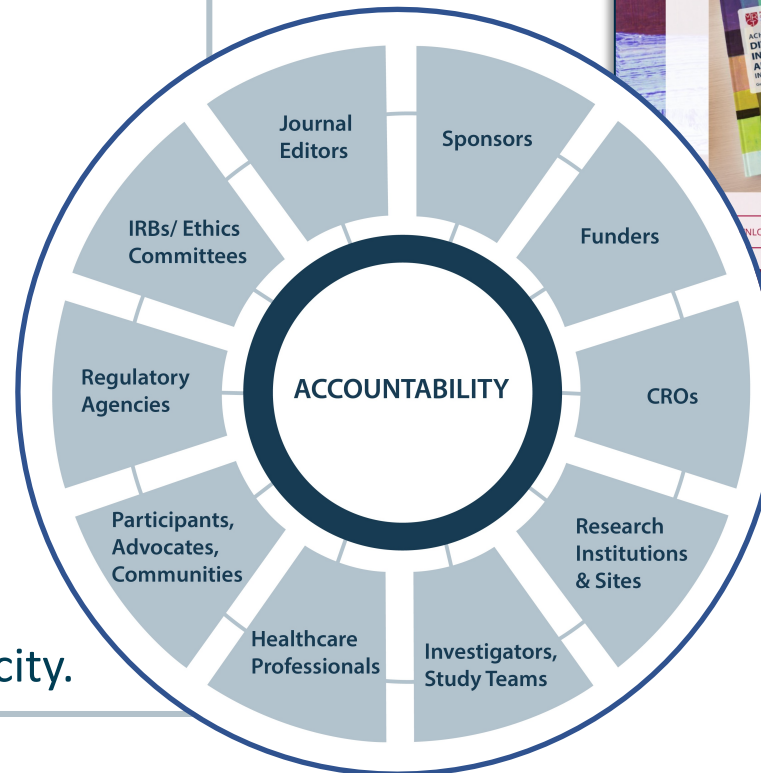 Journal
Editors
Sponsors
IRBs/ Ethics
Committees
Funders
Regulatory
Agencies
ACCOUNTABILITY
CROs
Participants,
Advocates,
Communities
Research
Institutions
& Sites
Healthcare
Professionals
Investigators,
Study Teams
city.